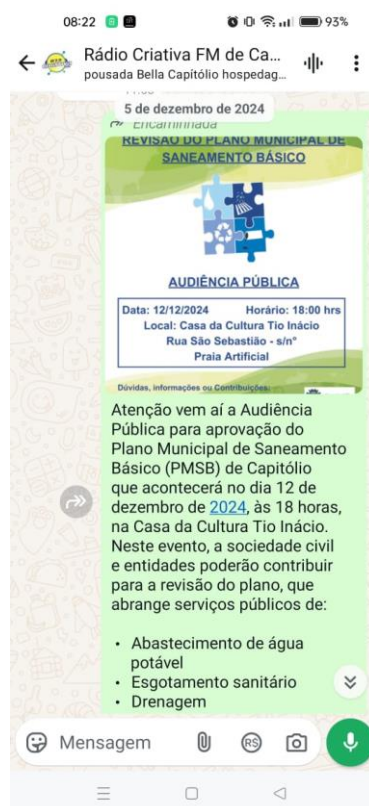 08:22
93%
Rádio Criativa FM de Ca...
pousada Bella Capitólio hospedag...
5 de dezembro de 2024
Encaminhada
REVISÃO DO PLANO MUNICIPAL DE
SANEAMENTO BÁSICO
AUDIÊNCIA PÚBLICA
Data: 12/12/2024 Horário: 18:00 hrs
Local: Casa da Cultura Tio Inácio
Rua São Sebastião - s/n°
Praia Artificial
Dúvidas, informações ou Contribuições:
Atenção vem aí a Audiência
Pública para aprovação do
Plano Municipal de Saneamento
Básico (PMSB) de Capitólio
que acontecerá no dia 12 de
dezembro de 2024, às 18 horas,
na Casa da Cultura Tio Inácio.
Neste evento, a sociedade civil
e entidades poderão contribuir
para a revisão do plano, que
abrange serviços públicos de:
• Abastecimento de água
potável
• Esgotamento sanitário
• Drenagem
Mensagem
R$